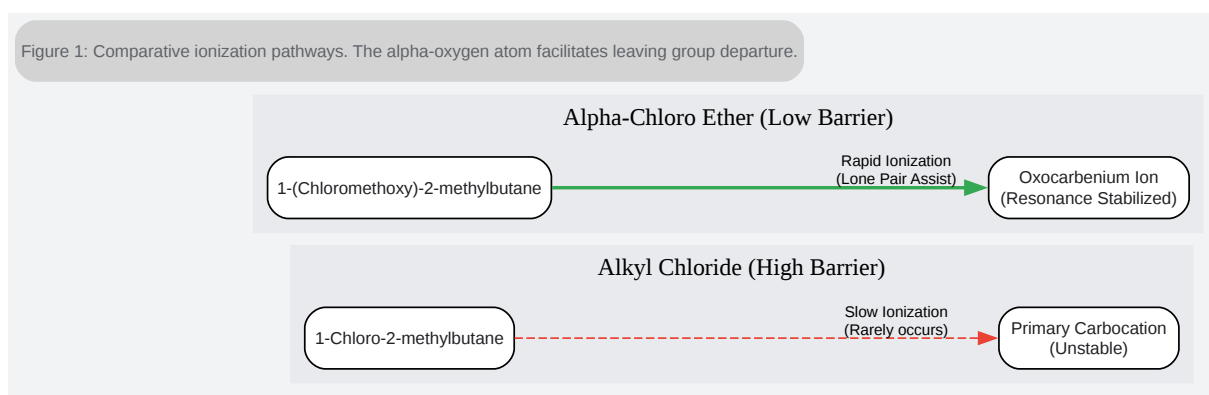 Figure 1: Comparative ionization pathways. The alpha-oxygen atom facilitates leaving group departure.
Alpha-Chloro Ether (Low Barrier)
1-(Chloromethoxy)-2-methylbutane
Rapid Ionization
(Lone Pair Assist)
Oxocarbenium Ion
(Resonance Stabilized)
Alkyl Chloride (High Barrier)
1-Chloro-2-methylbutane
Slow Ionization
(Rarely occurs)
Primary Carbocation
(Unstable)